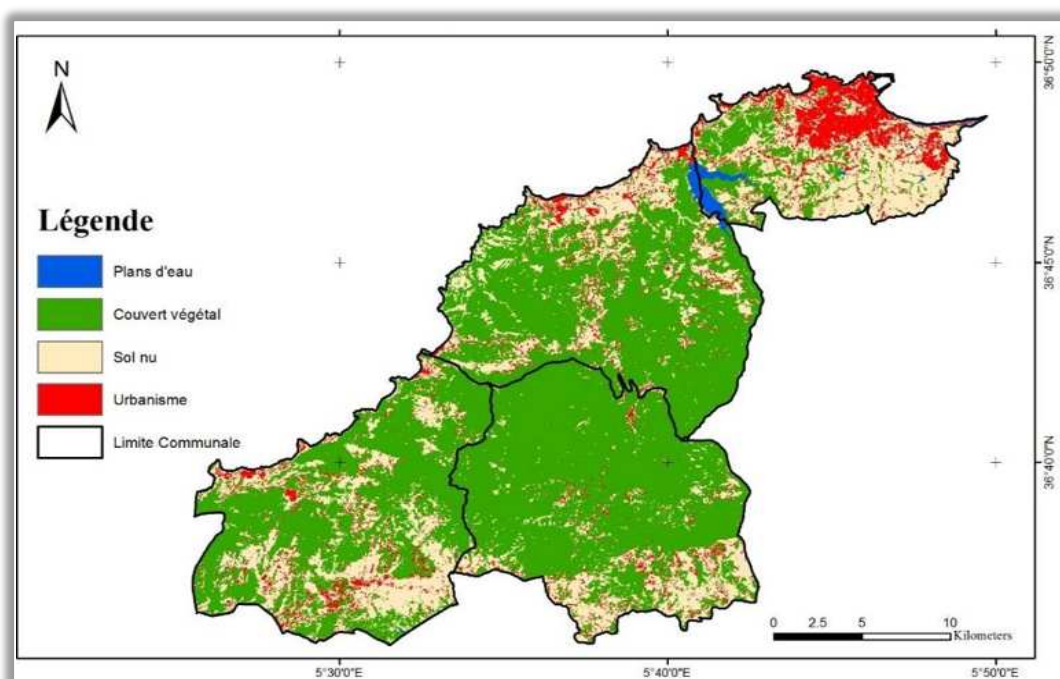 N
Légende
Plans d'eau
Couvert végétal
Sol nu
Urbanisme
Limite Communale
36°50'0"N
36°45'0"N
36°40'0"N
0 2.5 5 10
Kilometers
5°30'0"E 5°40'0"E 5°50'0"E